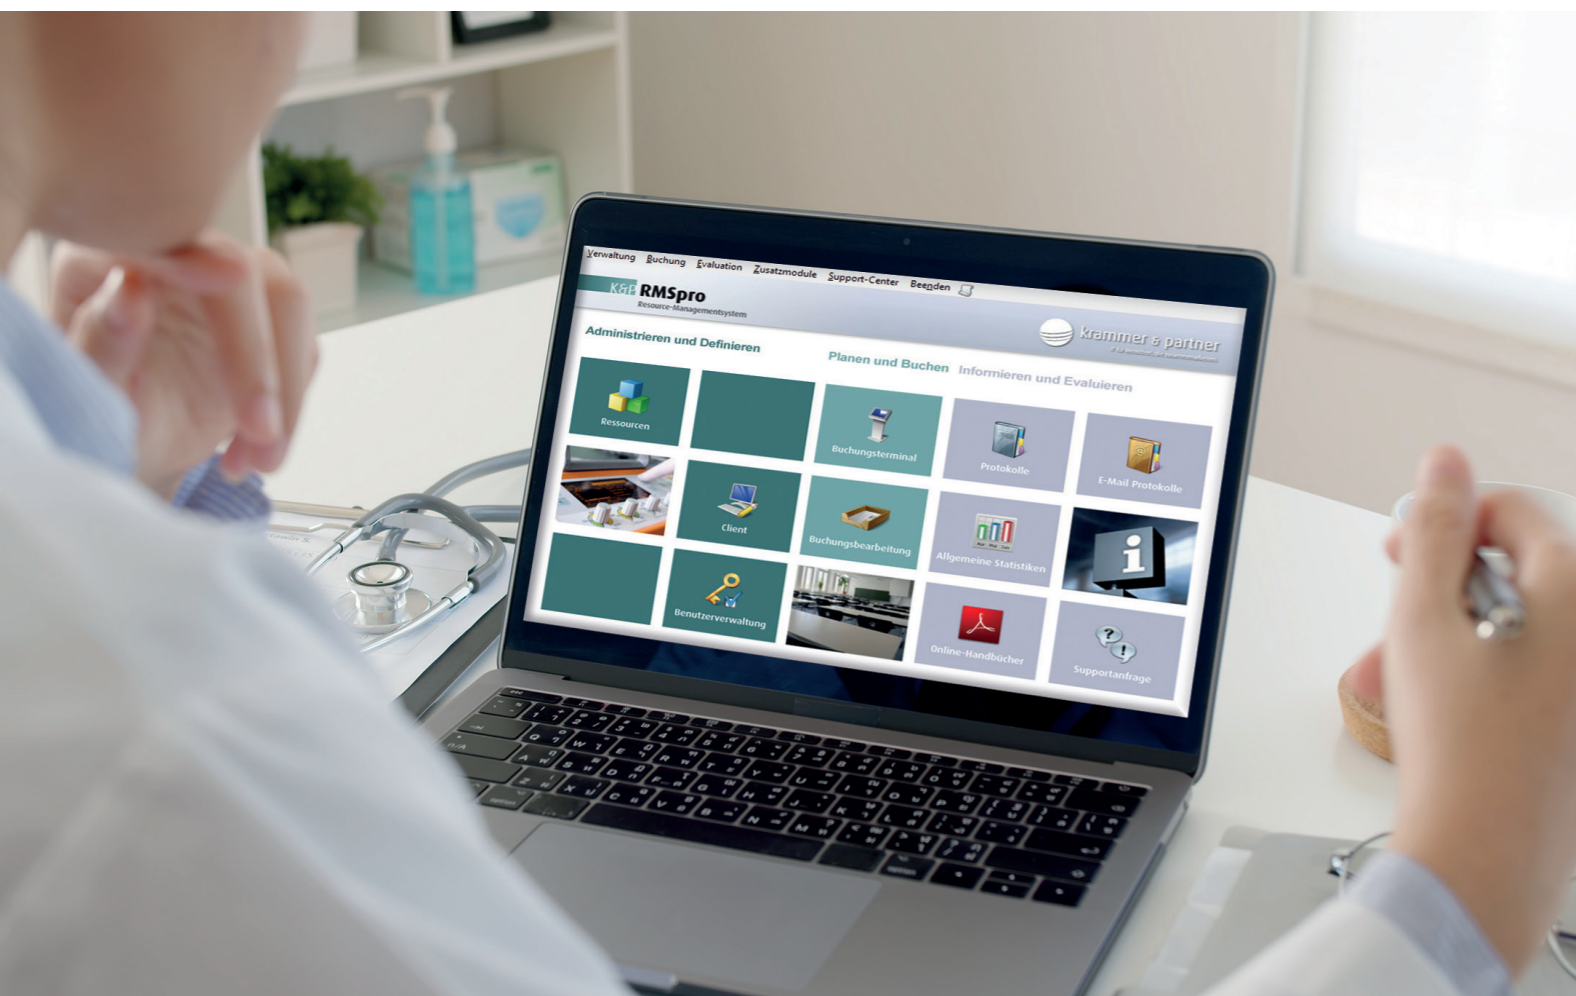 Verwaltung Buchung Evaluation Zusatzmodule Support-Center Beenden
K&P RMSpro
Resource-Managementsystem
krammer & partner
Administrieren und Definieren
Planen und Buchen
Informieren und Evaluieren
Ressourcen
Buchungsterminal
Protokolle
E-Mail Protokolle
Client
Buchungsbearbeitung
Allgemeine Statistiken
Benutzerverwaltung
Online-Handbücher
Supportanfrage